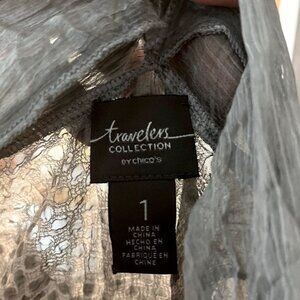 travelers
COLLECTION
BY CHICO'S
1
MADE IN
CHINA
HECHO EN
CHINA
FABRIQUÉ EN
CHINE